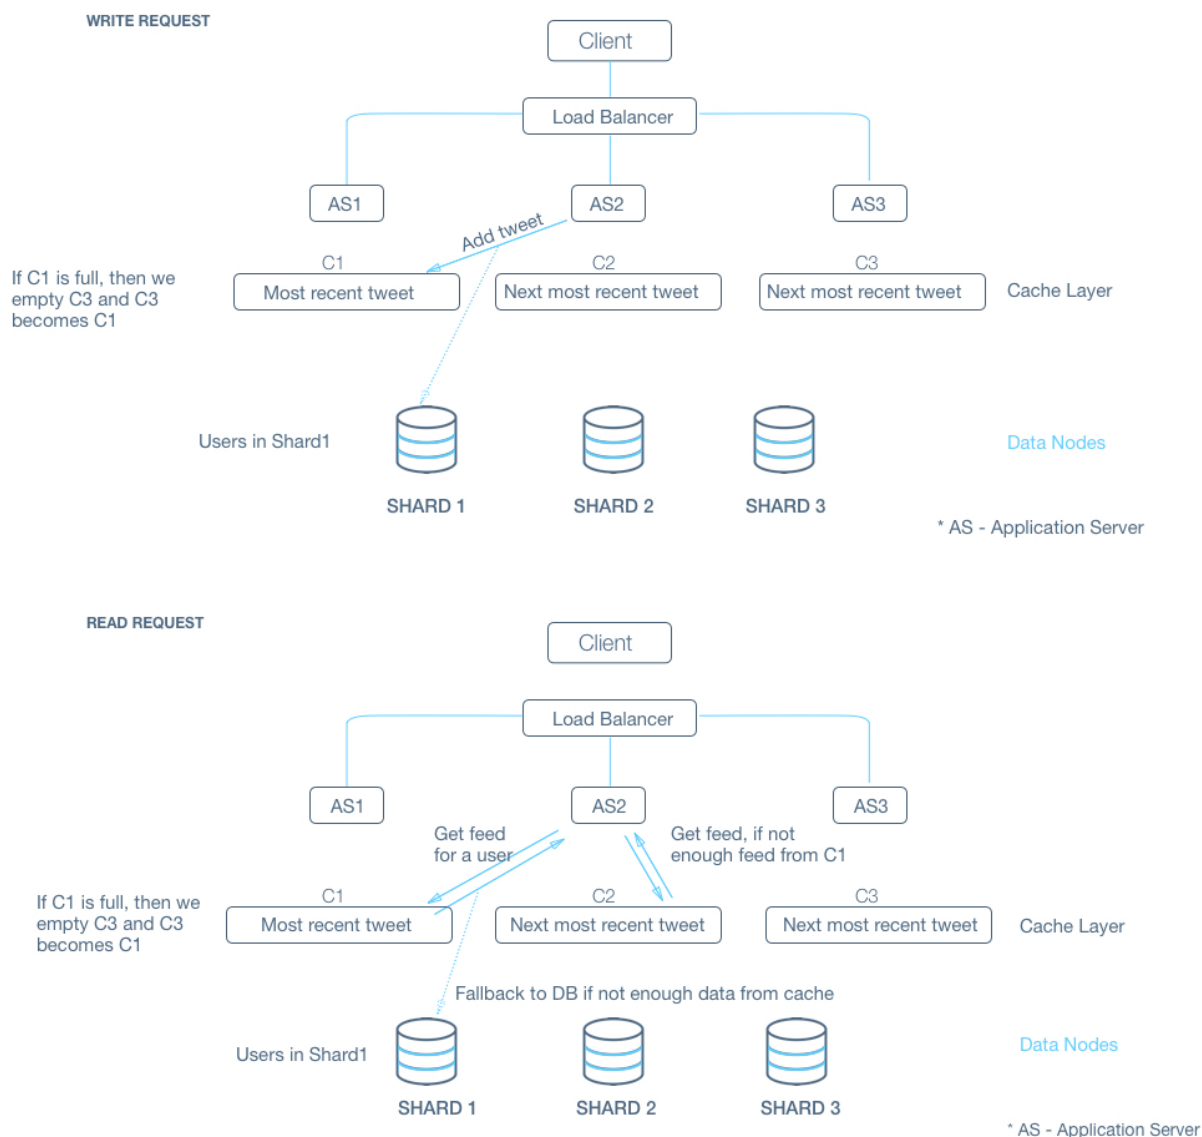 WRITE REQUEST
Client
Load Balancer
AS1
AS2
AS3
Add tweet
C1
C2
C3
If C1 is full, then we
empty C3 and C3
becomes C1
Most recent tweet
Next most recent tweet
Next most recent tweet
Cache Layer
Users in Shard1
Data Nodes
SHARD 1
SHARD 2
SHARD 3
* AS - Application Server
READ REQUEST
Client
Load Balancer
AS1
AS2
AS3
Get feed
for a user
Get feed, if not
enough feed from C1
C1
C2
C3
If C1 is full, then we
empty C3 and C3
becomes C1
Most recent tweet
Next most recent tweet
Next most recent tweet
Cache Layer
Fallback to DB if not enough data from cache
Users in Shard1
Data Nodes
SHARD 1
SHARD 2
SHARD 3
* AS - Application Server